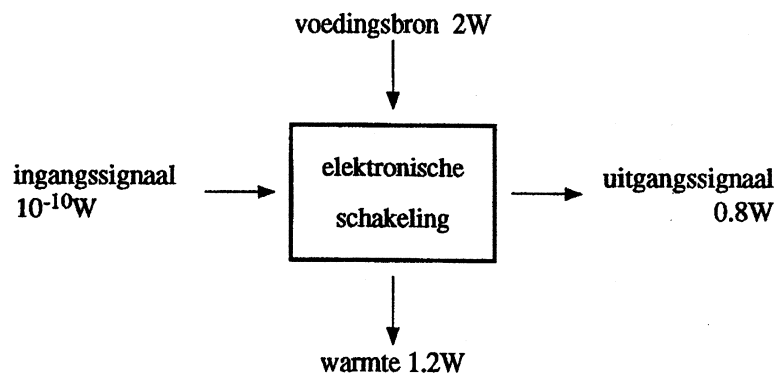 voedingsbron 2W
elektronische
schakeling
ingangssignaal
10⁻¹⁰W
uitgangssignaal
0.8W
warmte 1.2W